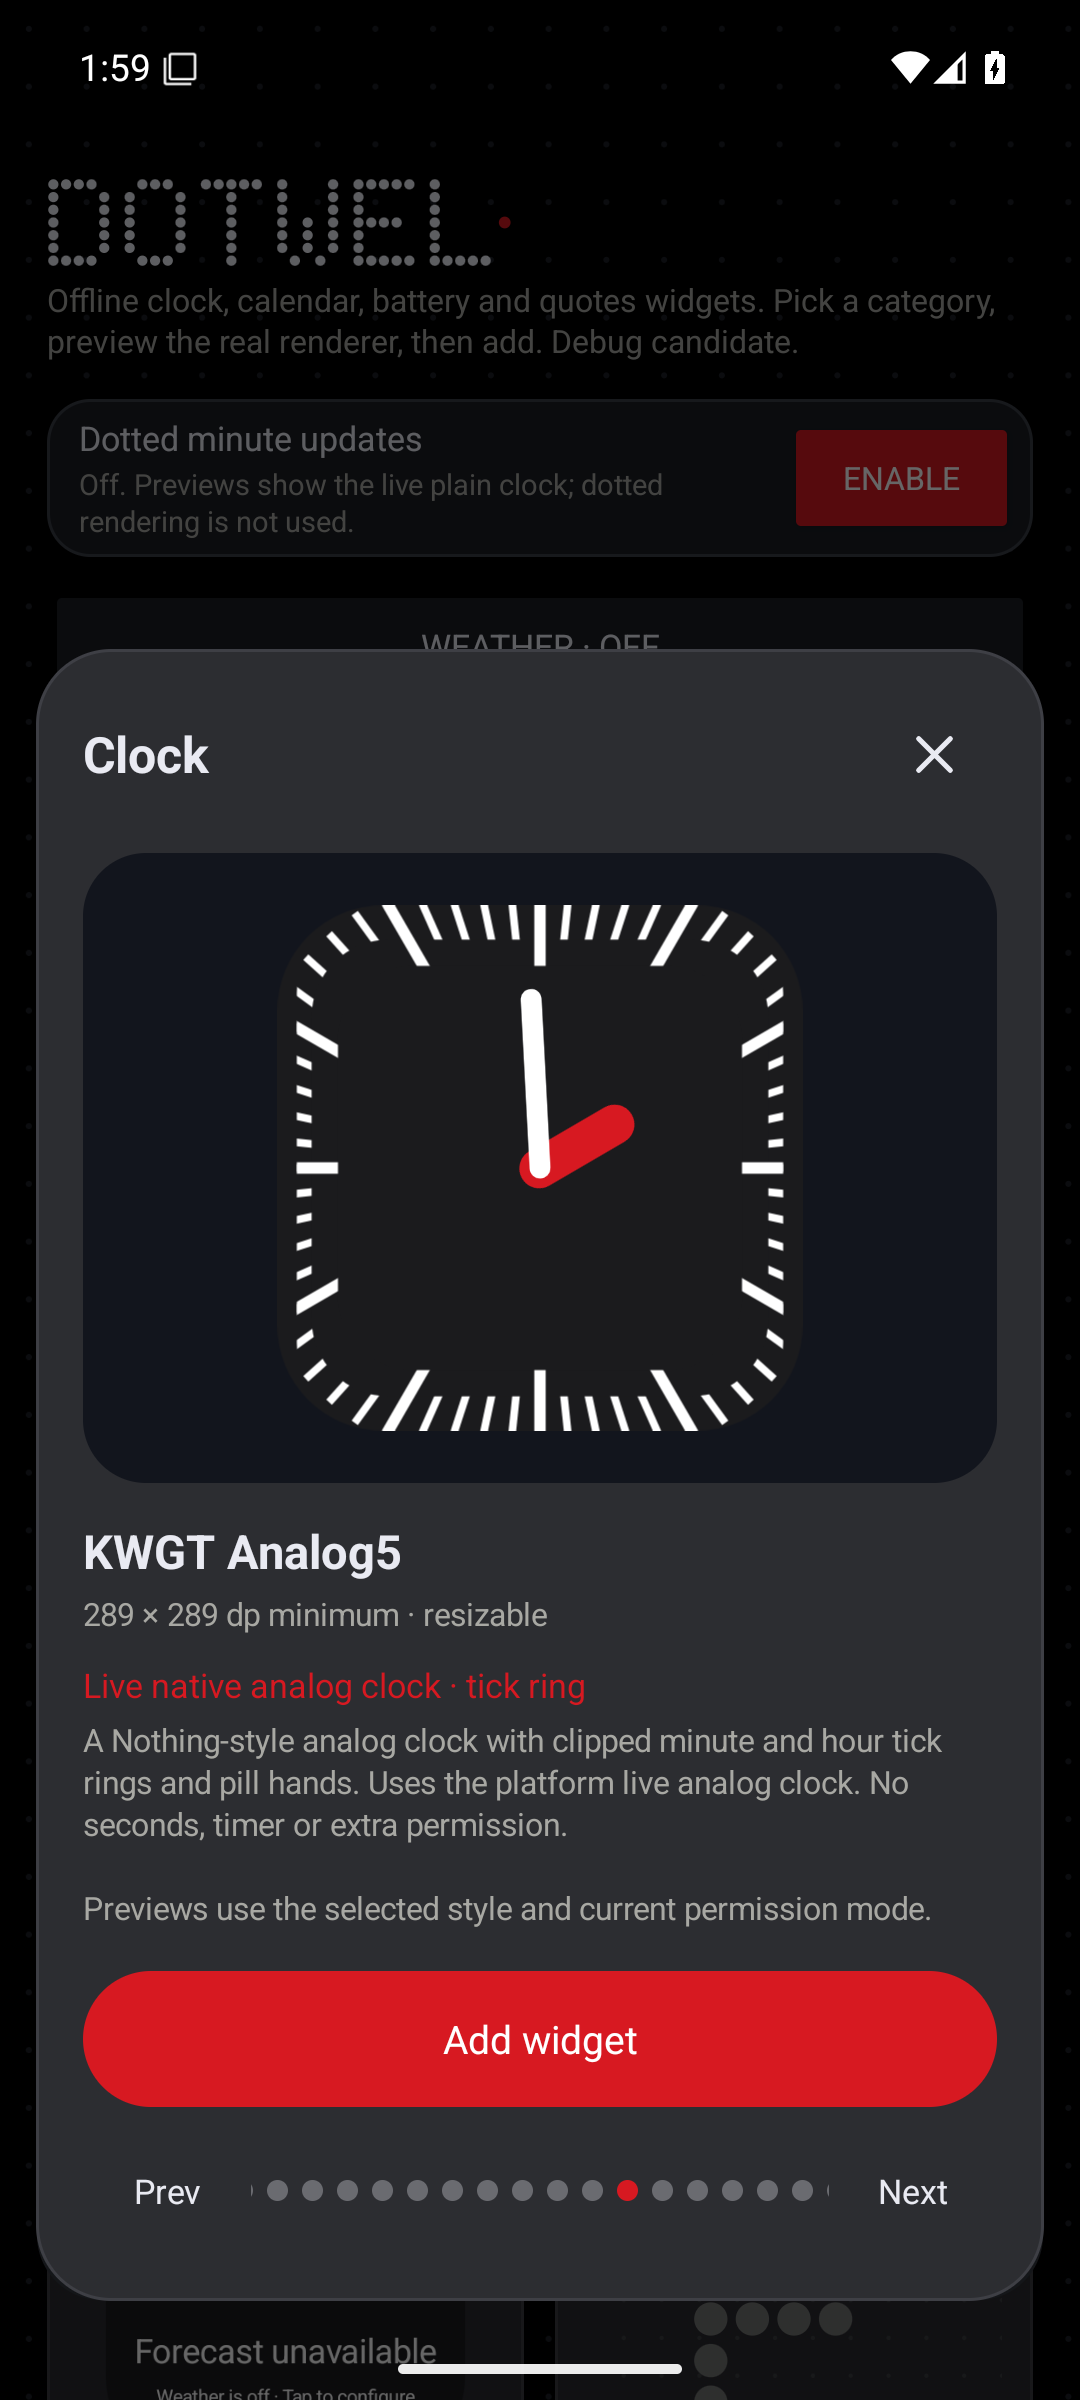 1:59
DOTWEL
Offline clock, calendar, battery and quotes widgets. Pick a category,
preview the real renderer, then add. Debug candidate.
Dotted minute updates
Off. Previews show the live plain clock; dotted
rendering is not used.
ENABLE
WEATHER · OFF
Clock
KWGT Analog5
289 × 289 dp minimum · resizable
Live native analog clock · tick ring
A Nothing-style analog clock with clipped minute and hour tick
rings and pill hands. Uses the platform live analog clock. No
seconds, timer or extra permission.
Previews use the selected style and current permission mode.
Add widget
Prev
Next
Forecast unavailable
Weather is off · Tap to configure